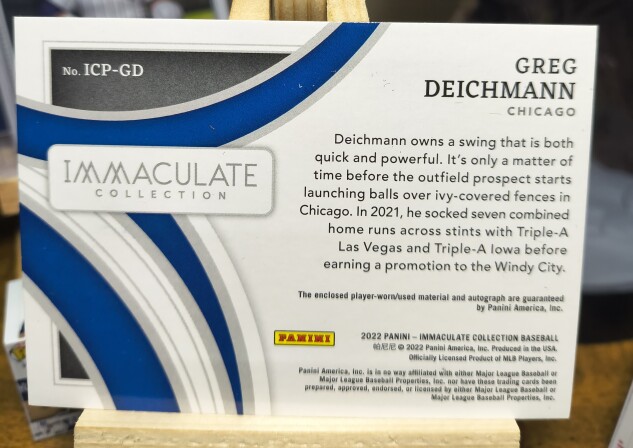 No. ICP-GD
GREG
DEICHMANN
CHICAGO
IMMACULATE
COLLECTION
Deichmann owns a swing that is both
quick and powerful. It's only a matter of
time before the outfield prospect starts
launching balls over ivy-covered fences in
Chicago. In 2021, he socked seven combined
home runs across stints with Triple-A
Las Vegas and Triple-A Iowa before
earning a promotion to the Windy City.
The enclosed player-worn/used material and autograph are guaranteed
by Panini America, Inc.
PANINI
2022 PANINI – IMMACULATE COLLECTION BASEBALL
帕尼尼 © 2022 Panini America, Inc. Produced in the USA.
Officially Licensed Product of MLB Players, Inc.
Panini America, Inc. is in no way affiliated with either Major League Baseball or
Major League Baseball Properties, Inc. nor have these trading cards been
prepared, approved, endorsed, or licensed by either Major League Baseball or
Major League Baseball Properties, Inc.